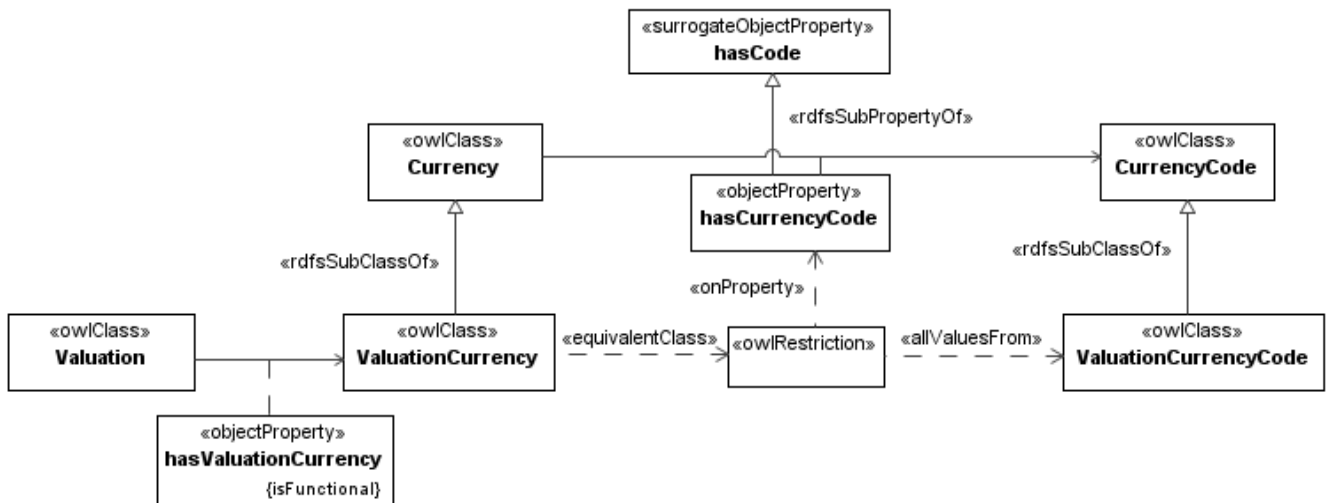 «surrogateObjectProperty»
hasCode
«rdfsSubPropertyOf»
«owlClass»
Currency
«owlClass»
CurrencyCode
«objectProperty»
hasCurrencyCode
«rdfsSubClassOf»
«rdfsSubClassOf»
«onProperty»
«owlClass»
Valuation
«owlClass»
ValuationCurrency
«equivalentClass»
«owlRestriction»
«allValuesFrom»
«owlClass»
ValuationCurrencyCode
«objectProperty»
hasValuationCurrency
{isFunctional}